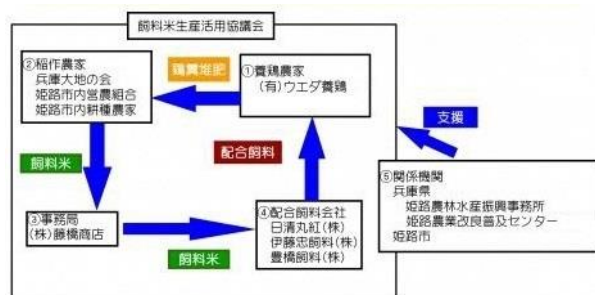 飼料米生産活用協議会
②稲作農家
兵庫大地の会
姫路市内営農組合
姫路市内耕種農家
鶏糞堆肥
①養鶏農家
(有)ウエダ養鶏
支援
飼料米
配合飼料
⑤関係機関
兵庫県
姫路農林水産振興事務所
姫路農業改良普及センター
姫路市
③事務局
(株)藤橋商店
飼料米
④配合飼料会社
日清丸紅(株)
伊藤忠飼料(株)
豊橋飼料(株)